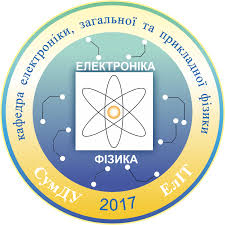 кафедра електроніки, загальної та прикладної фізики
ЕЛЕКТРОНІКА
ФІЗИКА
СумДУ 2017 ЕлІТ